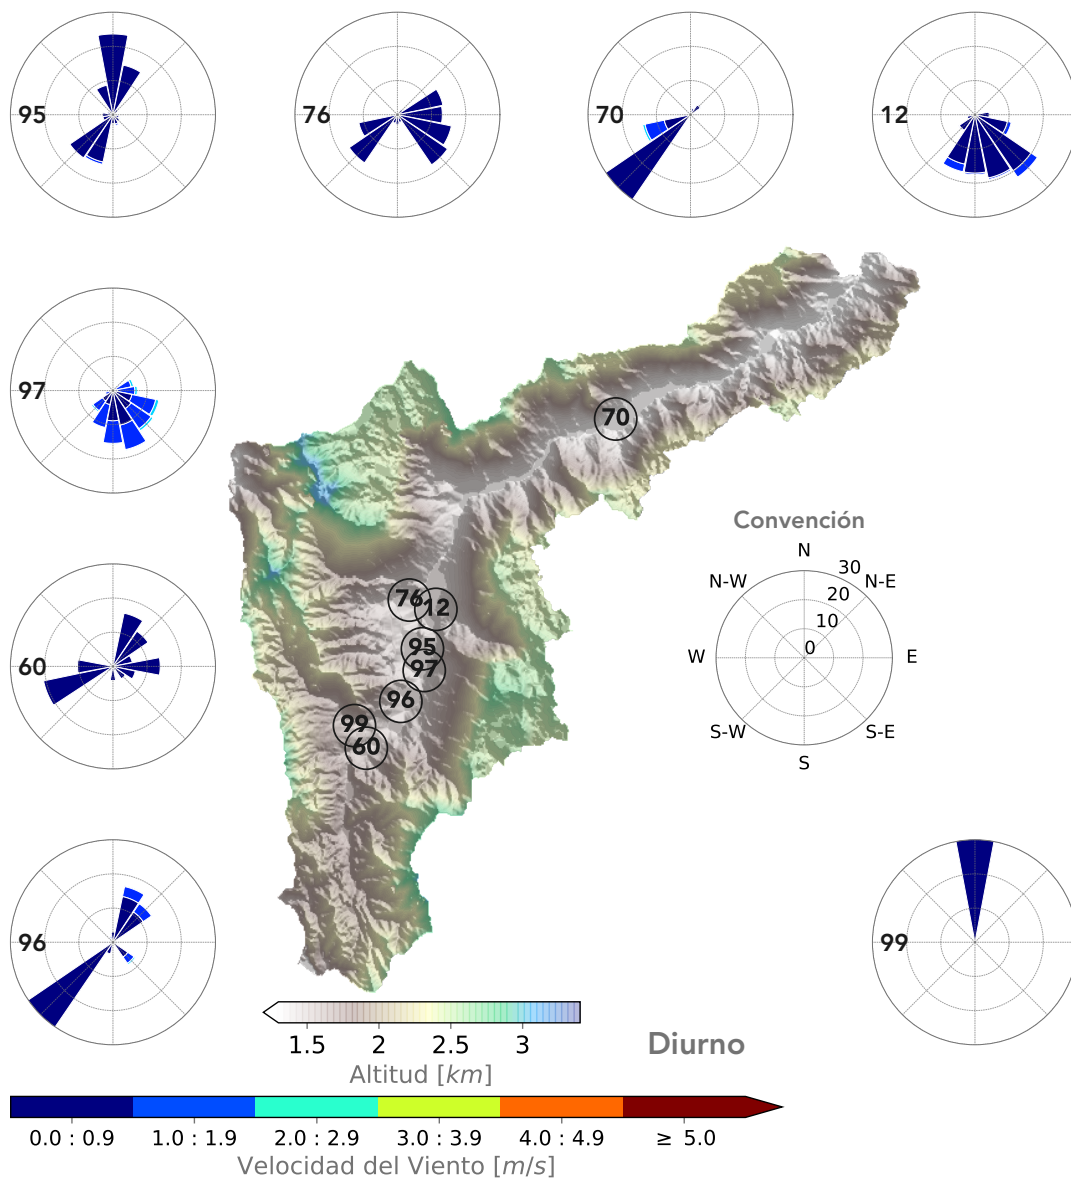 95
76
70
12
97
70
Convención
N
N-W
30
N-E
20
10
0
W
E
S-W
S-E
S
76
12
95
97
96
99
60
60
96
99
1.5 2 2.5 3
Altitud [km]
Diurno
0.0 : 0.9 1.0 : 1.9 2.0 : 2.9 3.0 : 3.9 4.0 : 4.9 ≥ 5.0
Velocidad del Viento [m/s]